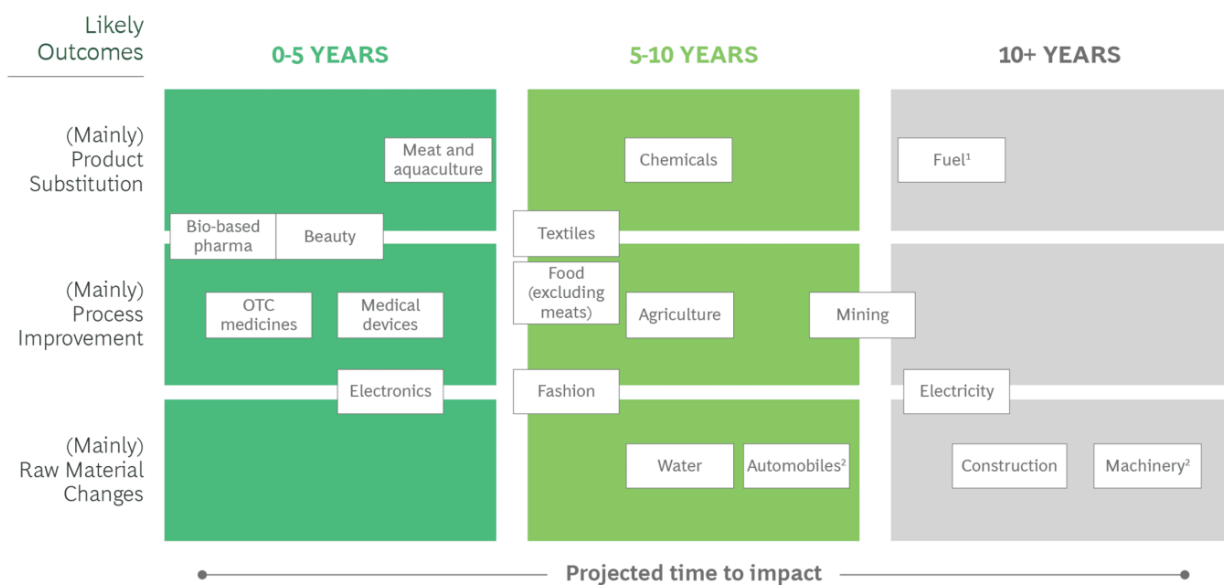 Likely
Outcomes
0-5 YEARS
5-10 YEARS
10+ YEARS
(Mainly)
Product
Substitution
Meat and
aquaculture
Chemicals
Fuel¹
Bio-based
pharma
Beauty
Textiles
(Mainly)
Process
Improvement
OTC
medicines
Medical
devices
Food
(excluding
meats)
Agriculture
Mining
Electronics
Fashion
Electricity
(Mainly)
Raw Material
Changes
Water
Automobiles²
Construction
Machinery²
Projected time to impact